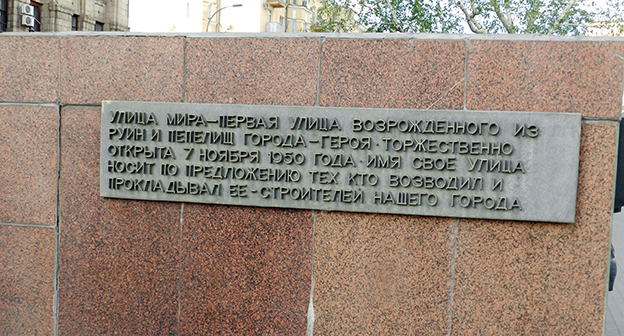 УЛИЦА МИРА–ПЕРВАЯ УЛИЦА ВОЗРОЖДЕННОГО ИЗ
РУИН И ПЕПЕЛИЩ ГОРОДА–ГЕРОЯ·ТОРЖЕСТВЕННО
ОТКРЫТА 7 НОЯБРЯ 1950 ГОДА·ИМЯ СВОЕ УЛИЦА
НОСИТ ПО ПРЕДЛОЖЕНИЮ ТЕХ КТО ВОЗВОДИЛ И
ПРОКЛАДЫВАЛ ЕЕ–СТРОИТЕЛЕЙ НАШЕГО ГОРОДА